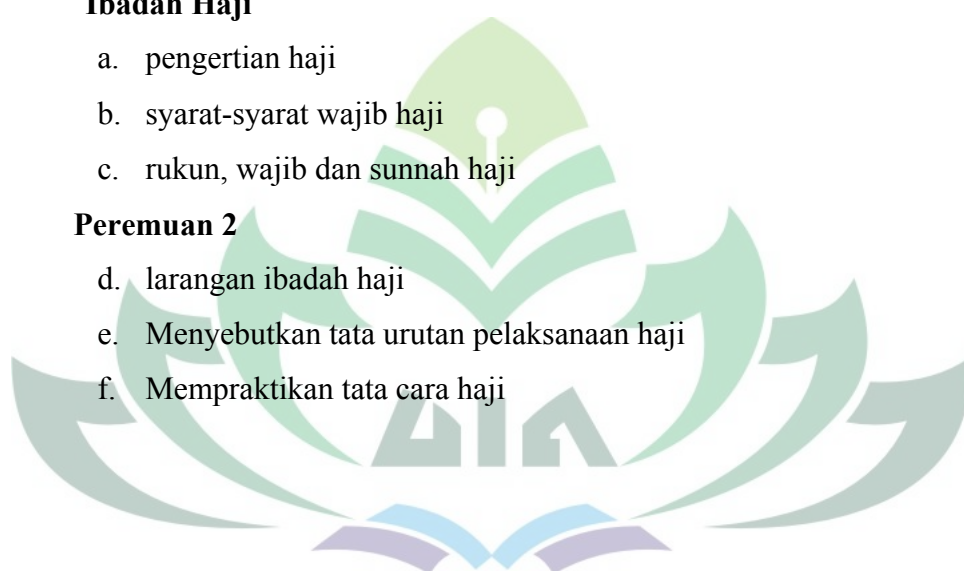 Ibadah Haji
a. pengertian haji
b. syarat-syarat wajib haji
c. rukun, wajib dan sunnah haji
Peremuan 2
d. larangan ibadah haji
e. Menyebutkan tata urutan pelaksanaan haji
f. Mempraktikan tata cara haji
UIN